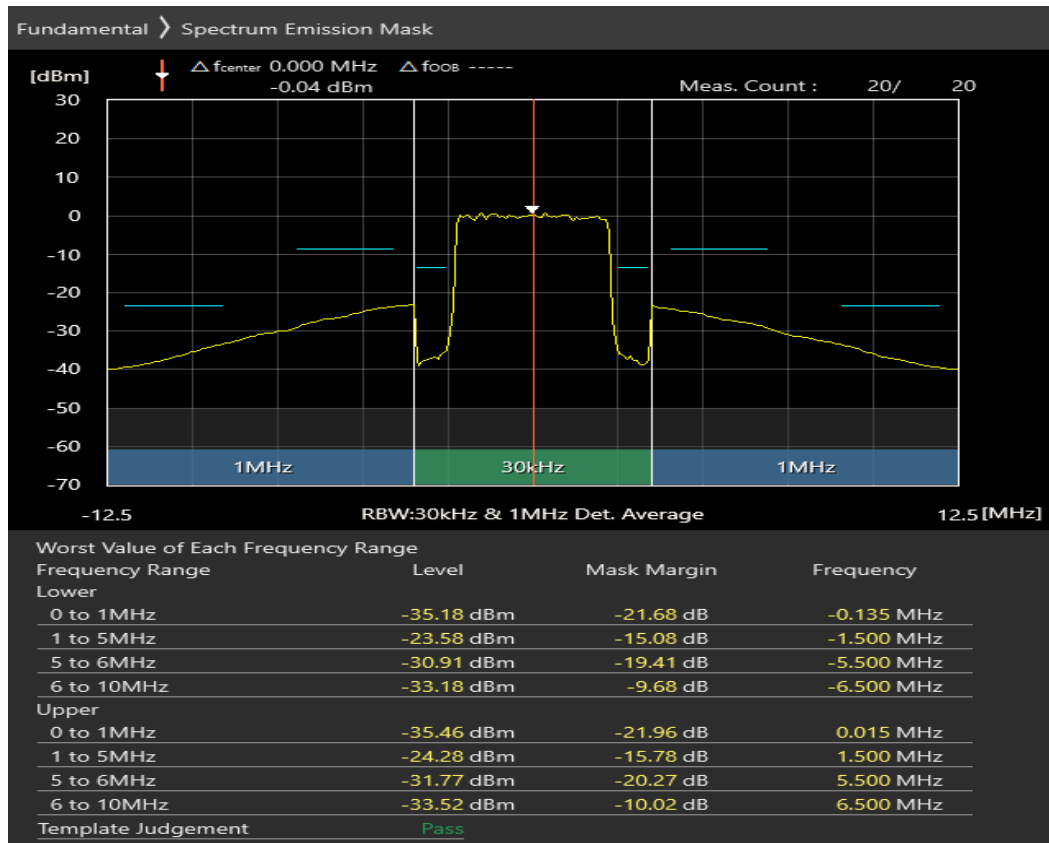 Fundamental 〉 Spectrum Emission Mask
[dBm] △ fcenter 0.000 MHz △ fOOB -----
-0.04 dBm Meas. Count : 20/ 20
30
20
10
0
-10
-20
-30
-40
-50
-60
-70
1MHz 30kHz 1MHz
-12.5 RBW:30kHz & 1MHz Det. Average 12.5 [MHz]
Worst Value of Each Frequency Range
Frequency Range Level Mask Margin Frequency
Lower
0 to 1MHz -35.18 dBm -21.68 dB -0.135 MHz
1 to 5MHz -23.58 dBm -15.08 dB -1.500 MHz
5 to 6MHz -30.91 dBm -19.41 dB -5.500 MHz
6 to 10MHz -33.18 dBm -9.68 dB -6.500 MHz
Upper
0 to 1MHz -35.46 dBm -21.96 dB 0.015 MHz
1 to 5MHz -24.28 dBm -15.78 dB 1.500 MHz
5 to 6MHz -31.77 dBm -20.27 dB 5.500 MHz
6 to 10MHz -33.52 dBm -10.02 dB 6.500 MHz
Template Judgement Pass